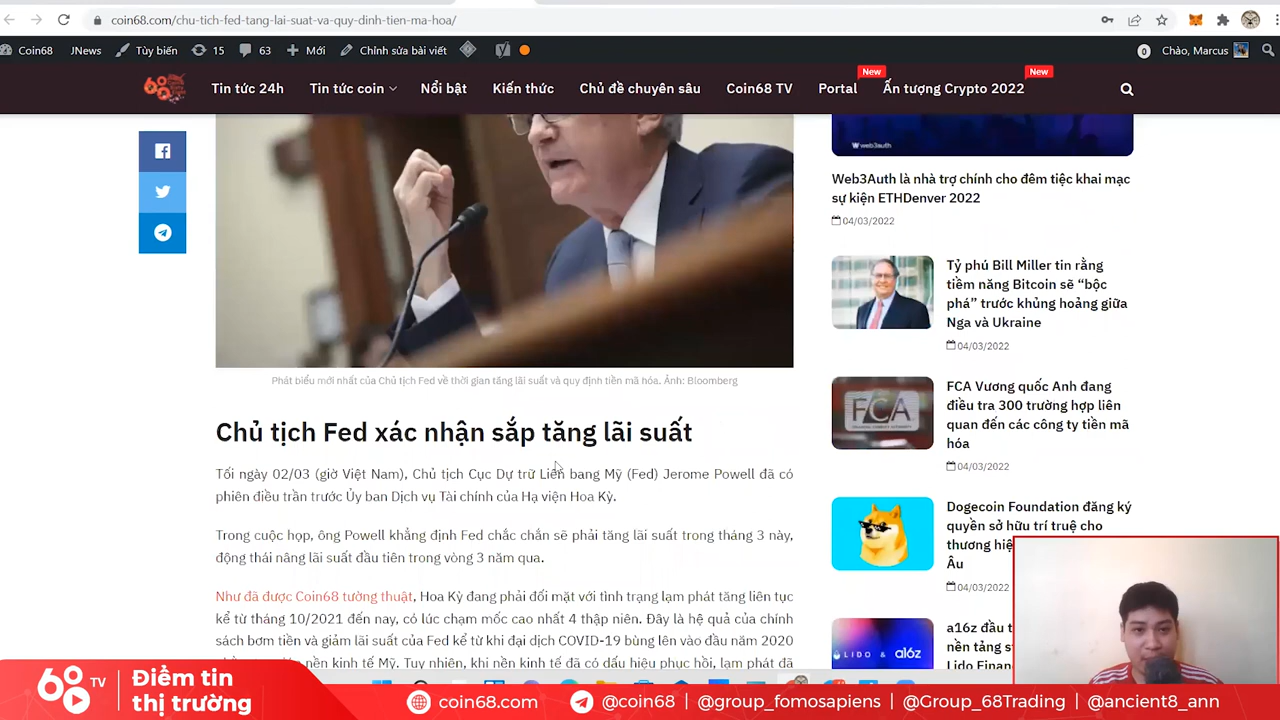 coin68.com/chu-tich-fed-tang-lai-suat-va-quy-dinh-tien-ma-hoa/
Coin68 JNews Tùy biến 15 63 Mới Chỉnh sửa bài viết 0 Chào, Marcus
68
New New
Tin tức 24h Tin tức coin Nổi bật Kiến thức Chủ đề chuyên sâu Coin68 TV Portal Ấn tượng Crypto 2022
web3auth
Web3Auth là nhà trợ chính cho đêm tiệc khai mạc
sự kiện ETHDenver 2022
04/03/2022
Tỷ phú Bill Miller tin rằng
tiềm năng Bitcoin sẽ “bộc
phá” trước khủng hoảng giữa
Nga và Ukraine
04/03/2022
Phát biểu mới nhất của Chủ tịch Fed về thời gian tăng lãi suất và quy định tiền mã hóa. Ảnh: Bloomberg
Chủ tịch Fed xác nhận sắp tăng lãi suất
Tối ngày 02/03 (giờ Việt Nam), Chủ tịch Cục Dự trữ Liên bang Mỹ (Fed) Jerome Powell đã có
phiên điều trần trước Ủy ban Dịch vụ Tài chính của Hạ viện Hoa Kỳ.
Trong cuộc họp, ông Powell khẳng định Fed chắc chắn sẽ phải tăng lãi suất trong tháng 3 này,
động thái nâng lãi suất đầu tiên trong vòng 3 năm qua.
Như đã được Coin68 tường thuật, Hoa Kỳ đang phải đối mặt với tình trạng lạm phát tăng liên tục
kể từ tháng 10/2021 đến nay, có lúc chạm mốc cao nhất 4 thập niên. Đây là hệ quả của chính
sách bơm tiền và giảm lãi suất của Fed kể từ khi đại dịch COVID-19 bùng lên vào đầu năm 2020
nền kinh tế Mỹ. Tuy nhiên, khi nền kinh tế đã có dấu hiệu phục hồi, lạm phát đã
FCA
FCA Vương quốc Anh đang
điều tra 300 trường hợp liên
quan đến các công ty tiền mã
hóa
04/03/2022
Dogecoin Foundation đăng ký
quyền sở hữu trí truệ cho
thương hiệ
Âu
04/03/2022
LIDO a16z
a16z đầu t
nền tảng s
Lido Finan
68 TV
Điểm tin
thị trường
coin68.com @coin68 @group_fomosapiens @Group_68Trading @ancient8_ann